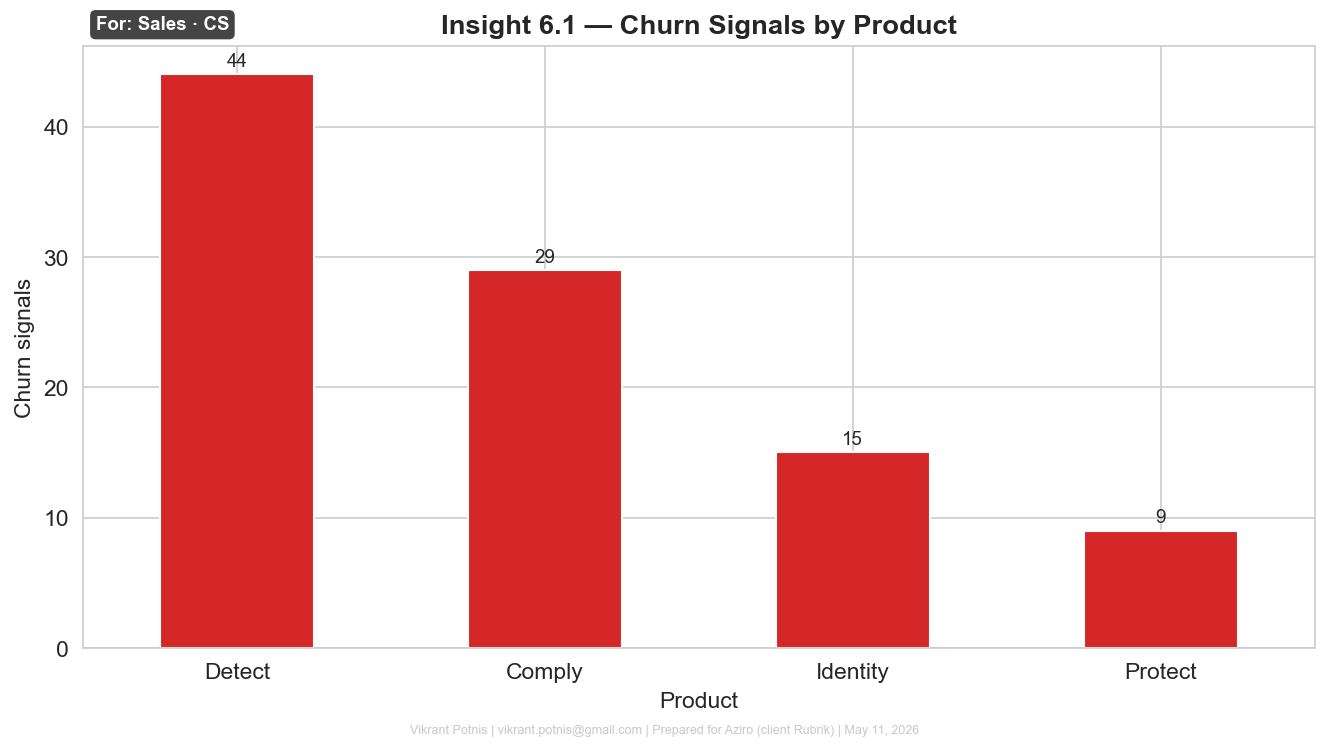 For: Sales · CS
Insight 6.1 — Churn Signals by Product
Churn signals
40
30
20
10
0
44
29
15
9
Detect
Comply
Identity
Protect
Product
Vikrant Potnis | vikrant.potnis@gmail.com | Prepared for Aziro (client Rubrik) | May 11, 2026